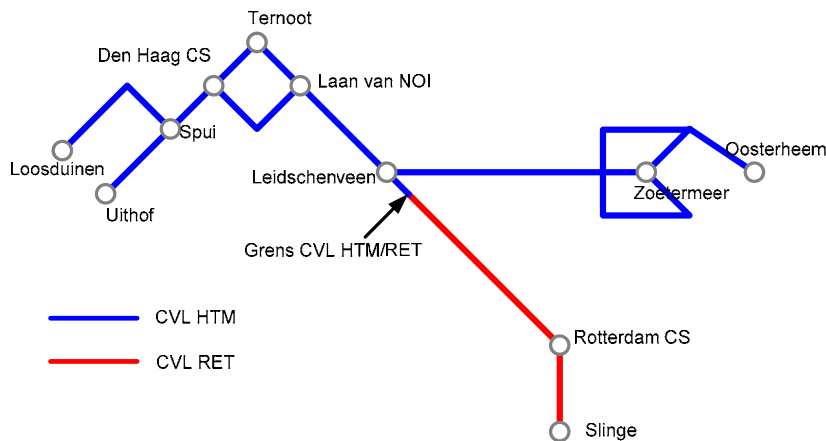 Ternoot
Den Haag CS
Laan van NOI
Spui
Loosduinen
Oosterheem
Leidschenveen
Zoetermeer
Uithof
Grens CVL HTM/RET
CVL HTM
Rotterdam CS
CVL RET
Slinge